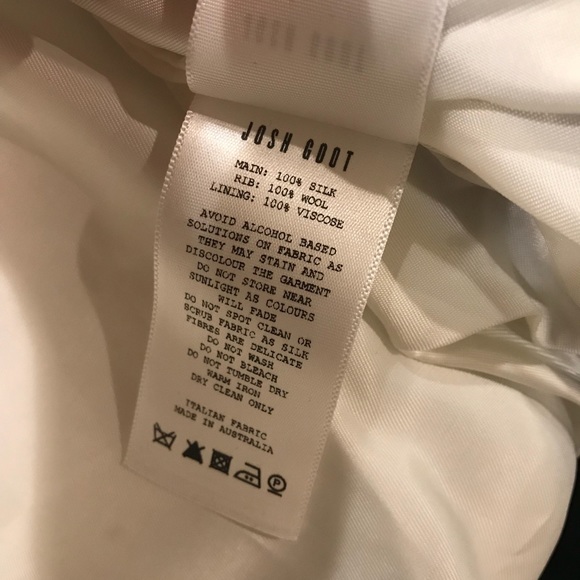 JOSH GOOT
MAIN: 100% SILK
RIB: 100% WOOL
LINING: 100% VISCOSE
AVOID ALCOHOL BASED
SOLUTIONS ON FABRIC AS
THEY MAY STAIN AND
DISCOLOUR THE GARMENT
DO NOT STORE NEAR
SUNLIGHT AS COLOURS
WILL FADE
DO NOT SPOT CLEAN OR
SCRUB FABRIC AS SILK
FIBRES ARE DELICATE
DO NOT WASH
DO NOT BLEACH
DO NOT TUMBLE DRY
WARM IRON
DRY CLEAN ONLY
ITALIAN FABRIC
MADE IN AUSTRALIA
P